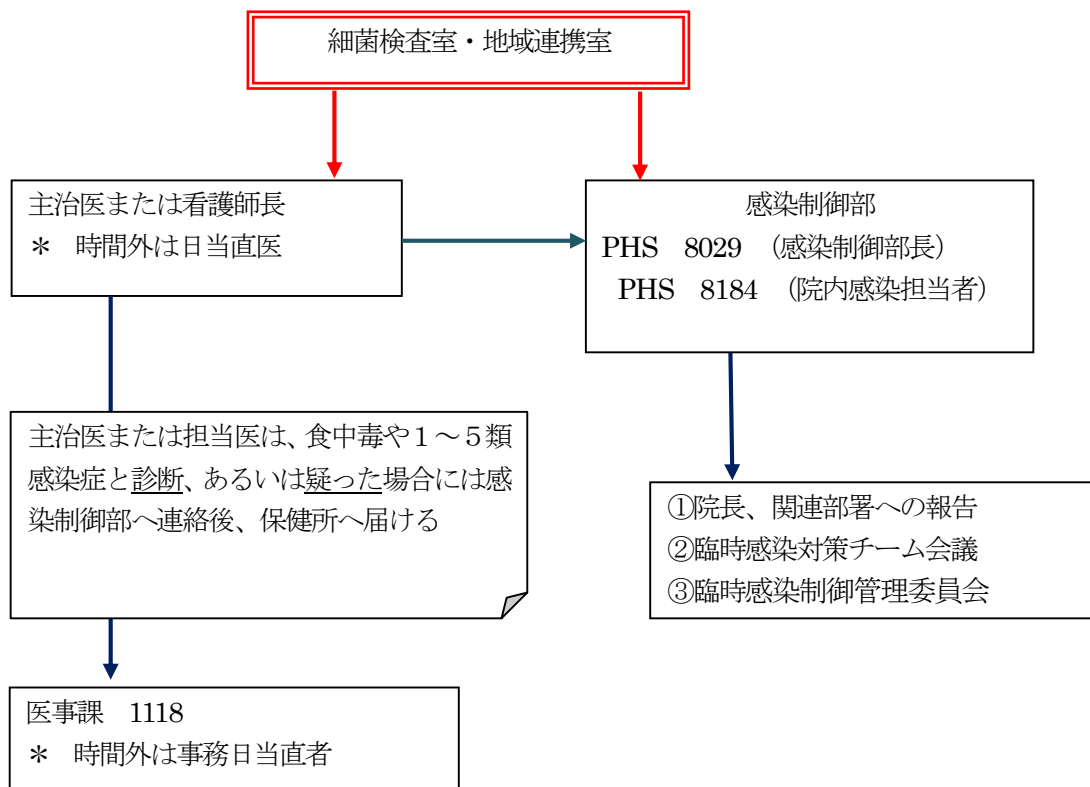 細菌検査室・地域連携室
主治医または看護師長
＊　時間外は日当直医
感染制御部
PHS　8029　（感染制御部長）
PHS　8184　（院内感染担当者）
主治医または担当医は、食中毒や１～５類
感染症と診断、あるいは疑った場合には感
染制御部へ連絡後、保健所へ届ける
①院長、関連部署への報告
②臨時感染対策チーム会議
③臨時感染制御管理委員会
医事課　1118
＊　時間外は事務日当直者